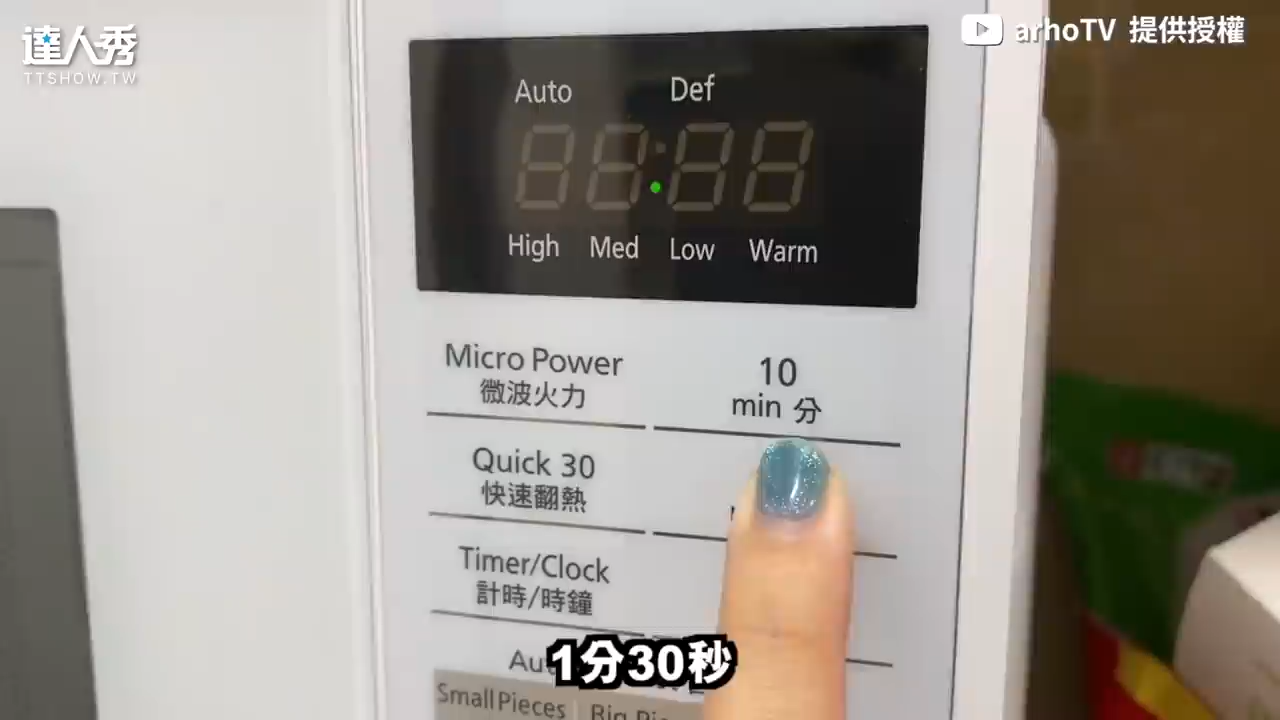 達人秀
TTSHOW.TW
arhoTV 提供授權
Auto Def
88:88
High Med Low Warm
Micro Power
微波火力
10
min 分
Quick 30
快速翻熱
Timer/Clock
計時/時鐘
1分30秒
Small Pieces